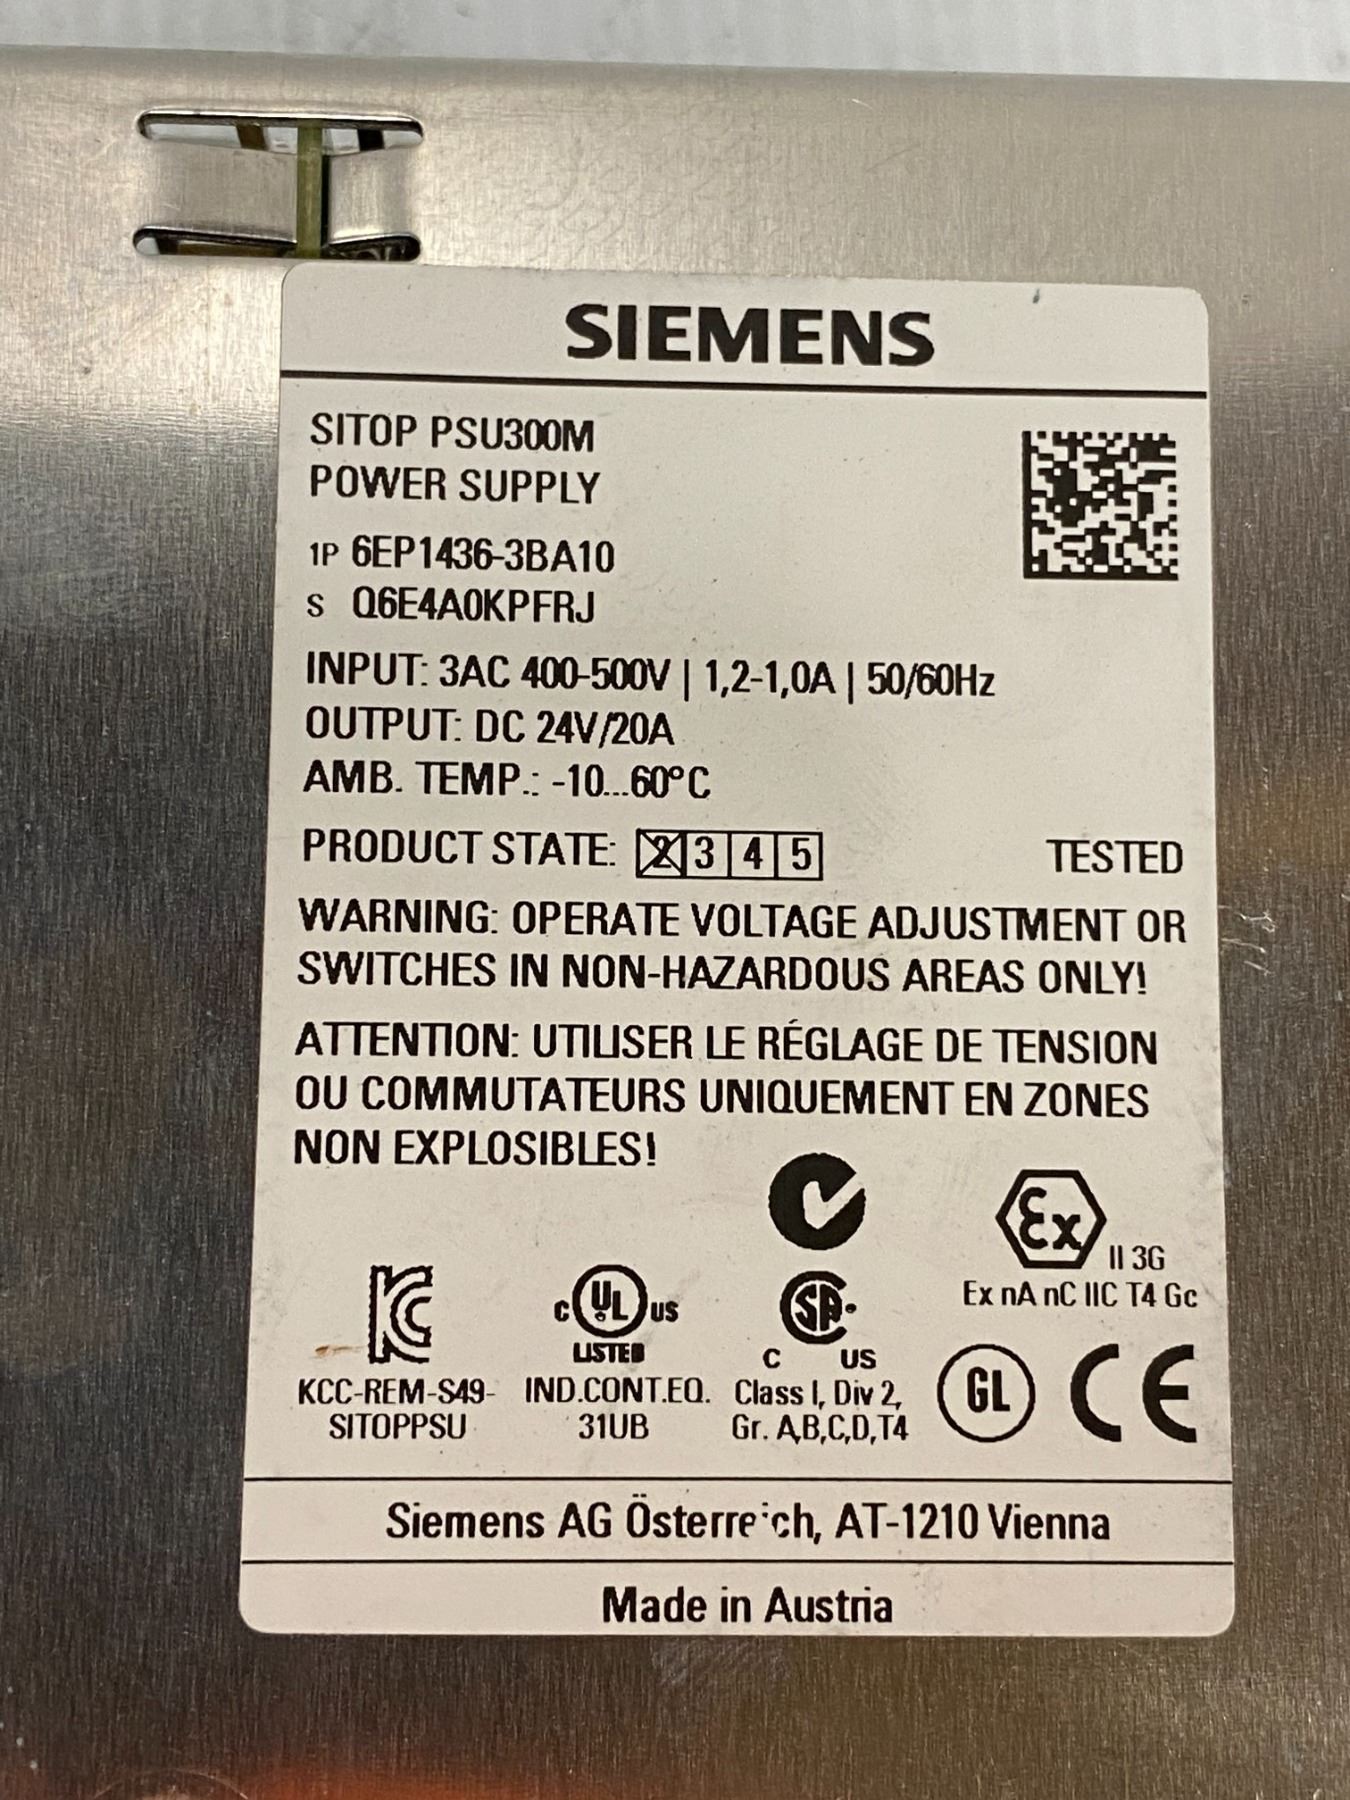 SIEMENS
SITOP PSU300M
POWER SUPPLY
1P 6EP1436-3BA10
S Q6E4A0KPFRJ
INPUT: 3AC 400-500V | 1,2-1,0A | 50/60Hz
OUTPUT: DC 24V/20A
AMB. TEMP.: -10...60°C
PRODUCT STATE: 2 3 4 5 TESTED
WARNING: OPERATE VOLTAGE ADJUSTMENT OR
SWITCHES IN NON-HAZARDOUS AREAS ONLY!
ATTENTION: UTILISER LE RÉGLAGE DE TENSION
OU COMMUTATEURS UNIQUEMENT EN ZONES
NON EXPLOSIBLES!
Ex II 3G
Ex nA nC IIC T4 Gc
KC
KCC-REM-S49-
SITOPPSU
C UL US
LISTED
IND.CONT.EQ.
31UB
SA
C US
Class I, Div 2,
Gr. A,B,C,D,T4
GL CE
Siemens AG Österreich, AT-1210 Vienna
Made in Austria